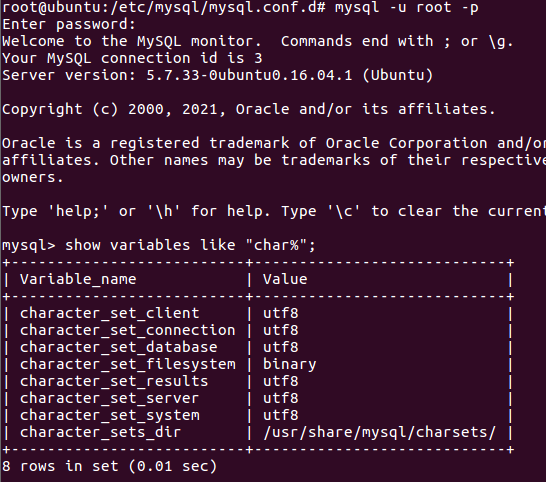 root@ubuntu:/etc/mysql/mysql.conf.d# mysql -u root -p
Enter password:
Welcome to the MySQL monitor.  Commands end with ; or \g.
Your MySQL connection id is 3
Server version: 5.7.33-0ubuntu0.16.04.1 (Ubuntu)

Copyright (c) 2000, 2021, Oracle and/or its affiliates.

Oracle is a registered trademark of Oracle Corporation and/or
affiliates. Other names may be trademarks of their respective
owners.

Type 'help;' or '\h' for help. Type '\c' to clear the current

mysql> show variables like "char%";
+--------------------------+----------------------------+
| Variable_name            | Value                      |
+--------------------------+----------------------------+
| character_set_client     | utf8                       |
| character_set_connection | utf8                       |
| character_set_database   | utf8                       |
| character_set_filesystem | binary                     |
| character_set_results    | utf8                       |
| character_set_server     | utf8                       |
| character_set_system     | utf8                       |
| character_sets_dir       | /usr/share/mysql/charsets/ |
+--------------------------+----------------------------+
8 rows in set (0.01 sec)